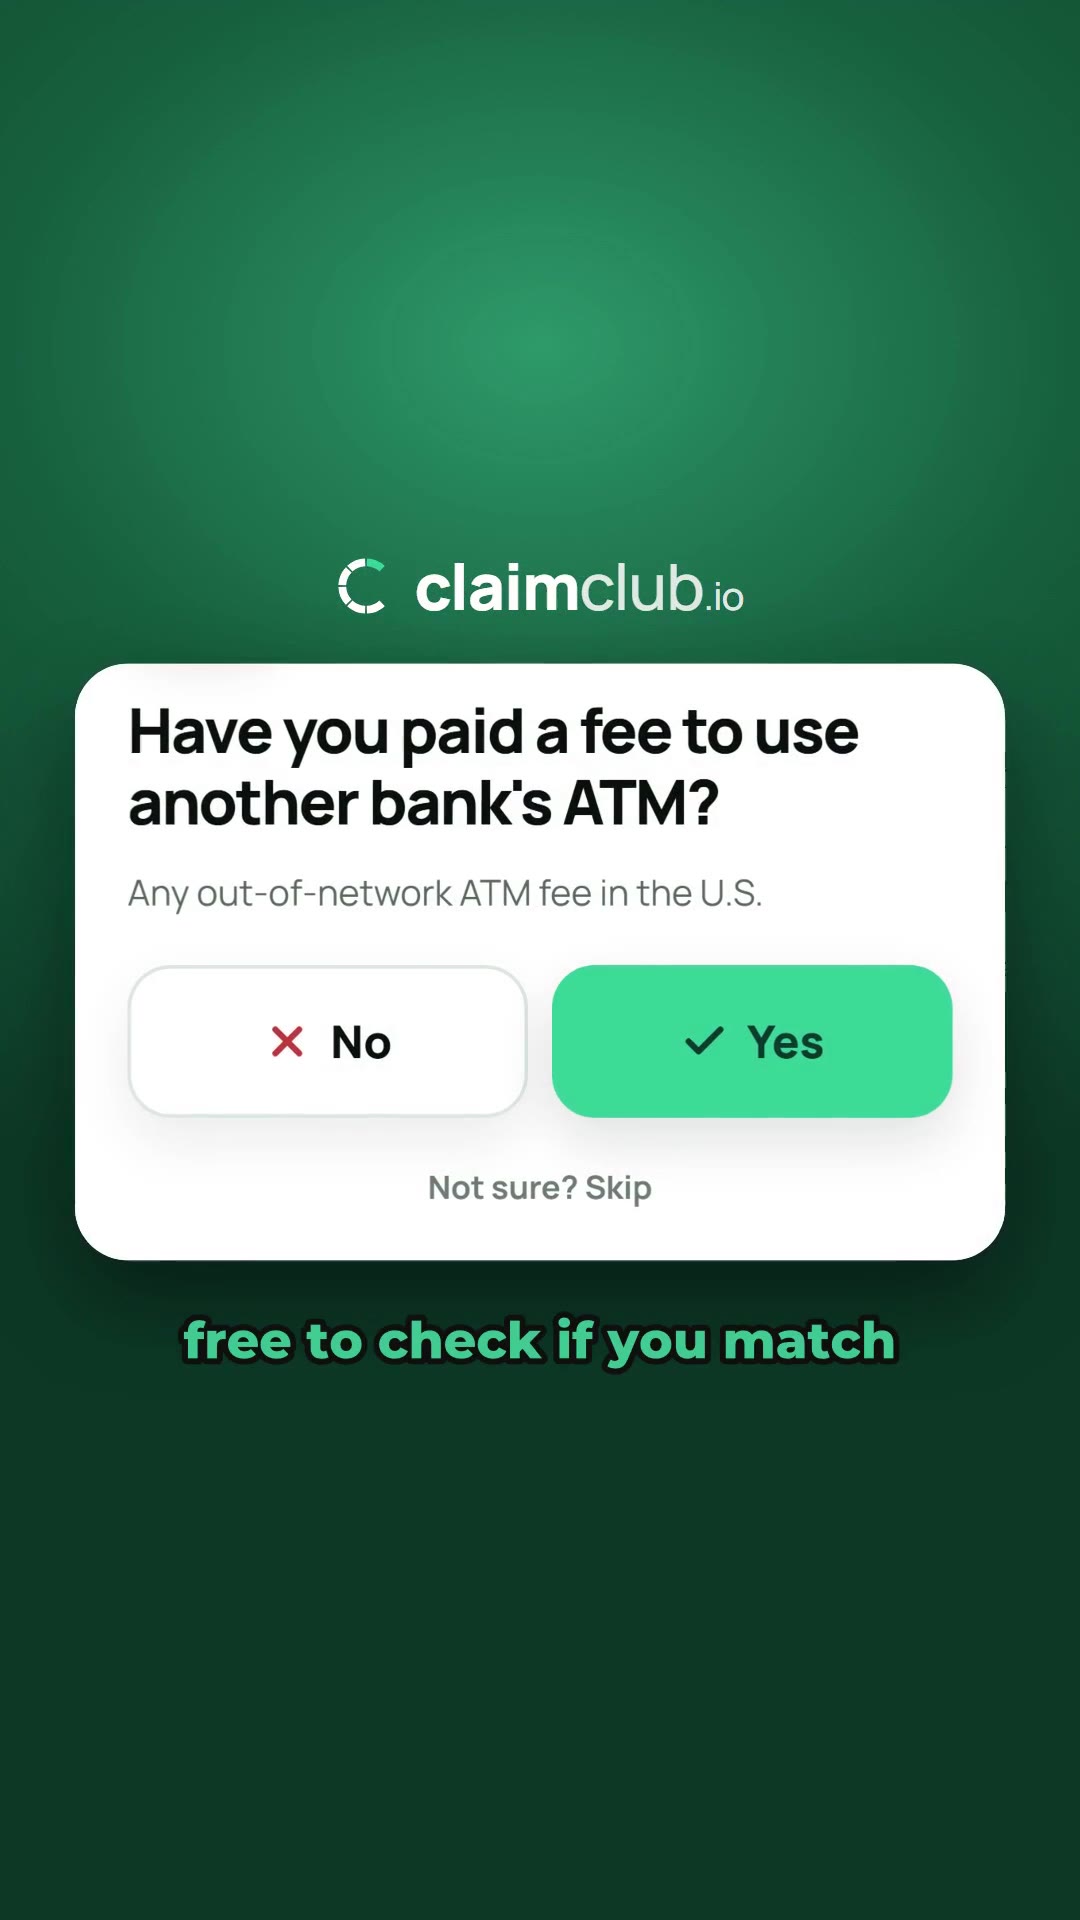 claimclub.io
Have you paid a fee to use
another bank's ATM?
Any out-of-network ATM fee in the U.S.
No
Yes
Not sure? Skip
free to check if you match